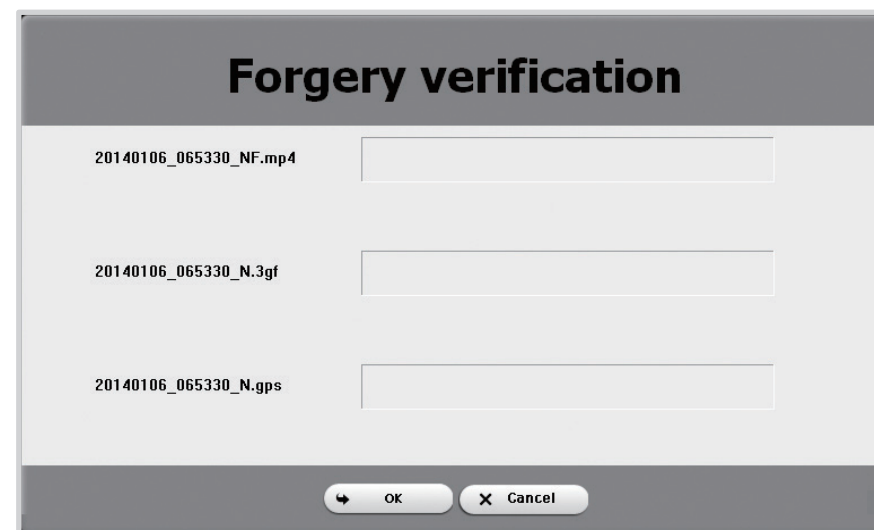 Forgery verification
20140106_065330_NF.mp4
20140106_065330_N.3gf
20140106_065330_N.gps
OK
Cancel